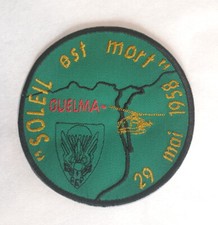 "SOLEIL est mort"
GUELMA
29 mai 1958